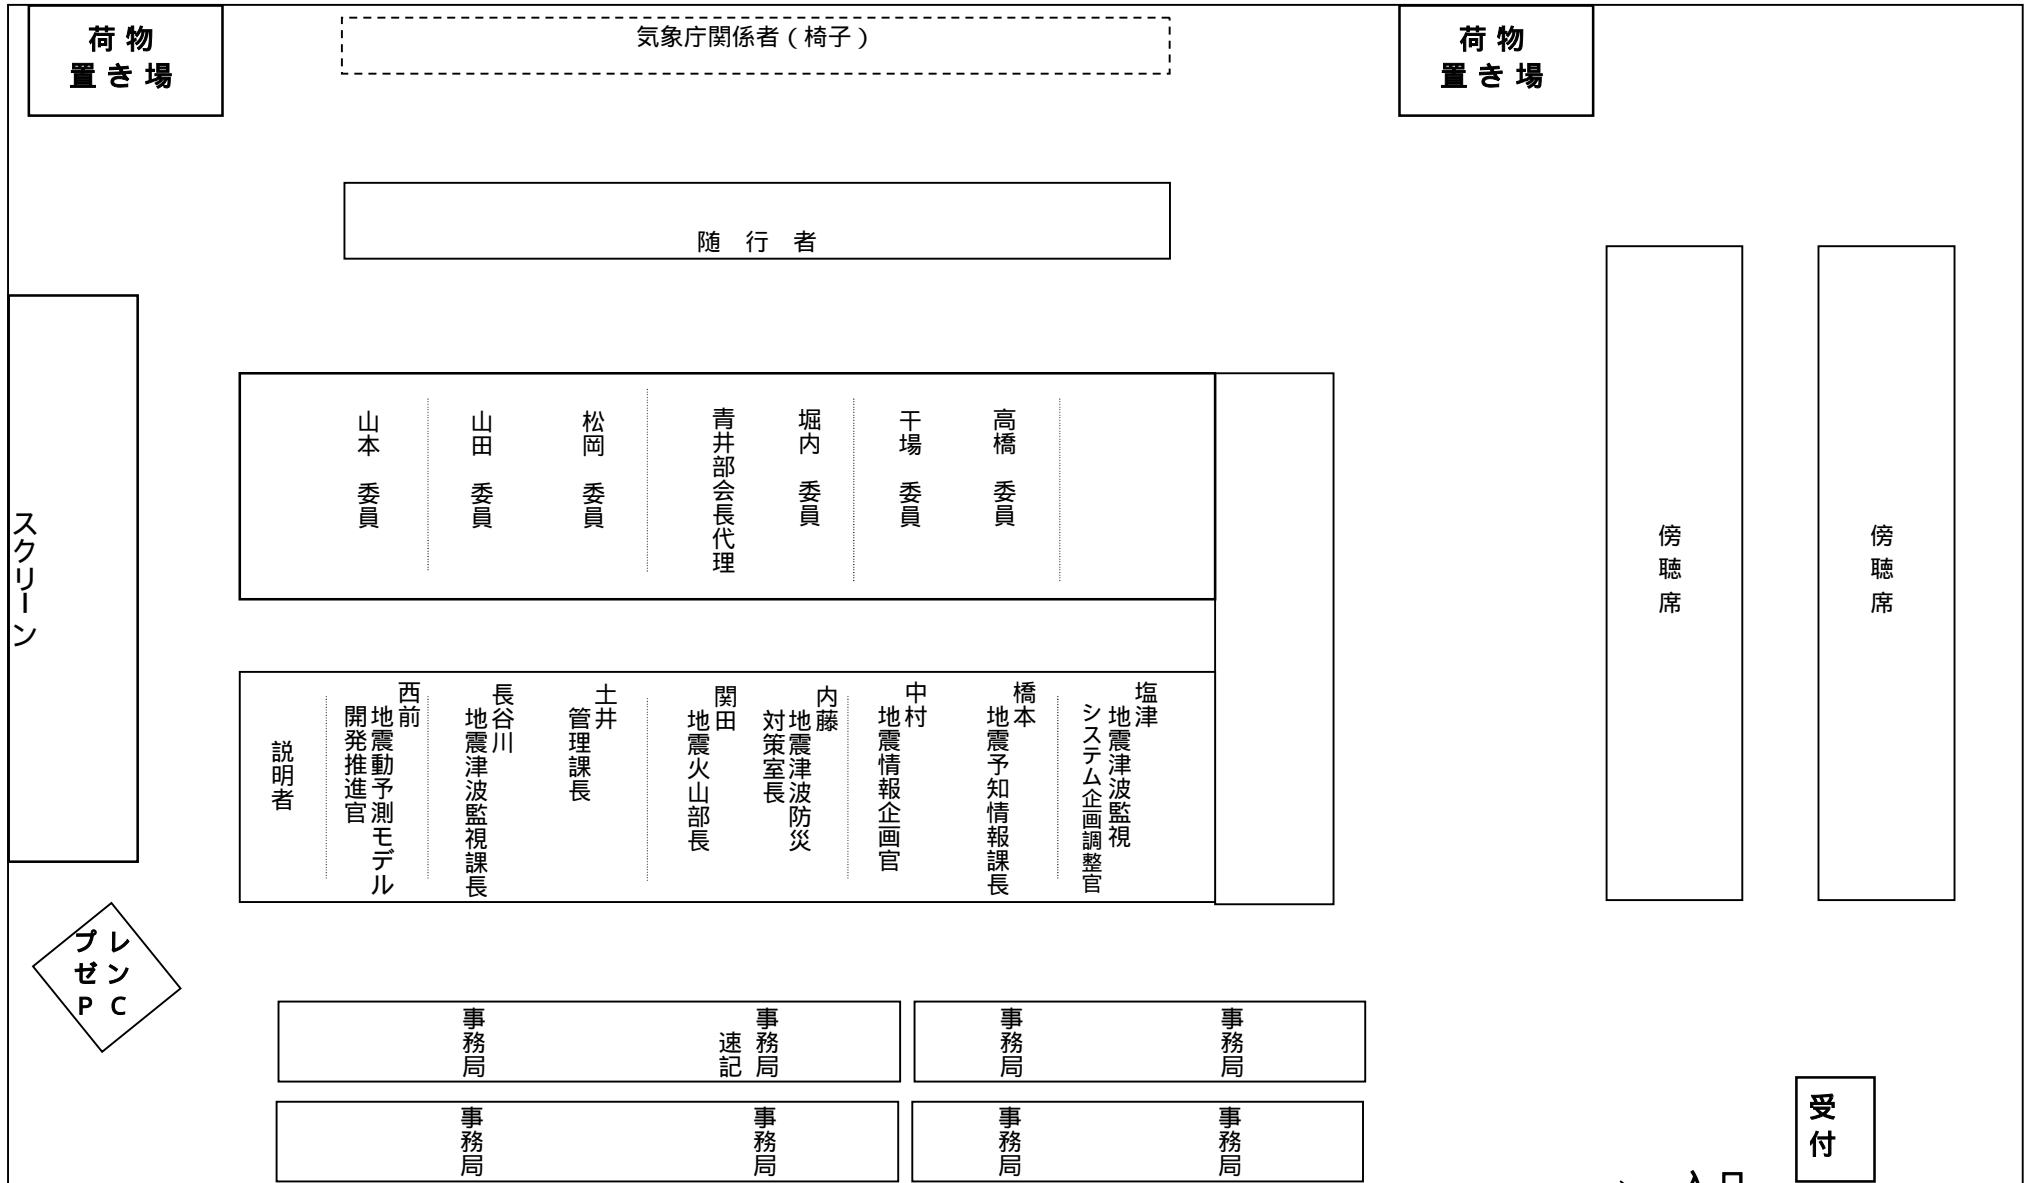 荷物
置き場
気象庁関係者（椅子）
荷物
置き場
随 行 者
スクリーン
山本 委員
山田 委員
松岡 委員
青井部会長代理
堀内 委員
干場 委員
高橋 委員
傍聴席
傍聴席
説明者
西前
地震動予測モデル
開発推進官
長谷川
地震津波監視課長
土井
管理課長
関田
地震火山部長
内藤
地震津波防災
対策室長
中村
地震情報企画官
橋本
地震予知情報課長
塩津
地震津波監視
システム企画調整官
プレ
ゼン
ＰＣ
事務局
事務局
速記
事務局
事務局
事務局
事務局
事務局
事務局
受付
入口